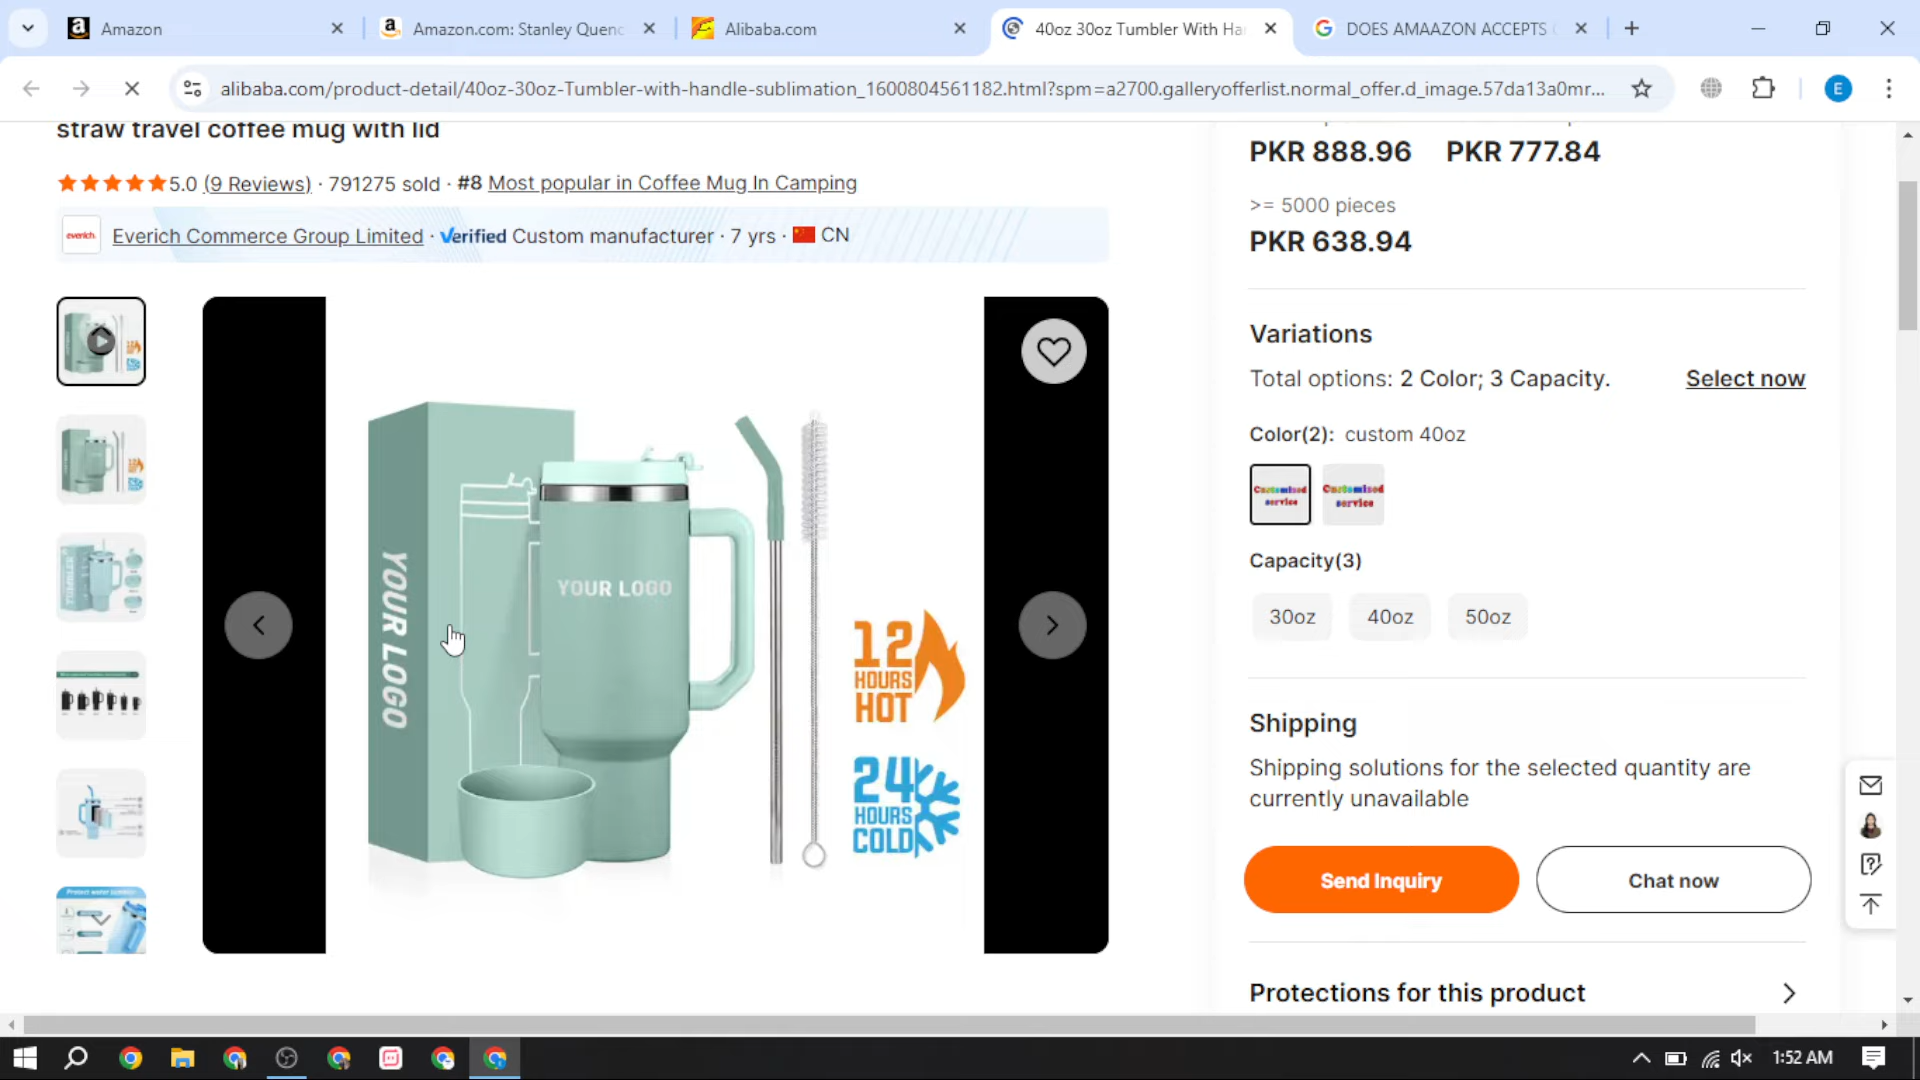 Amazon
Amazon.com: Stanley Quenc
Alibaba.com
40oz 30oz Tumbler With Ha
DOES AMAAZON ACCEPTS
alibaba.com/product-detail/40oz-30oz-Tumbler-with-handle-sublimation_1600804561182.html?spm=a2700.galleryofferlist.normal_offer.d_image.57da13a0mr...
E
straw travel coffee mug with lid
5.0 (9 Reviews) · 791275 sold · #8 Most popular in Coffee Mug In Camping
everich.
Everich Commerce Group Limited · Verified Custom manufacturer · 7 yrs · CN
YOUR LOGO
YOUR LOGO
12
HOURS
HOT
24
HOURS
COLD
PKR 888.96 PKR 777.84
>= 5000 pieces
PKR 638.94
Variations
Total options: 2 Color; 3 Capacity. Select now
Color(2): custom 40oz
Customized
service
Customized
service
Capacity(3)
30oz 40oz 50oz
Shipping
Shipping solutions for the selected quantity are
currently unavailable
Send Inquiry
Chat now
Protections for this product
1:52 AM